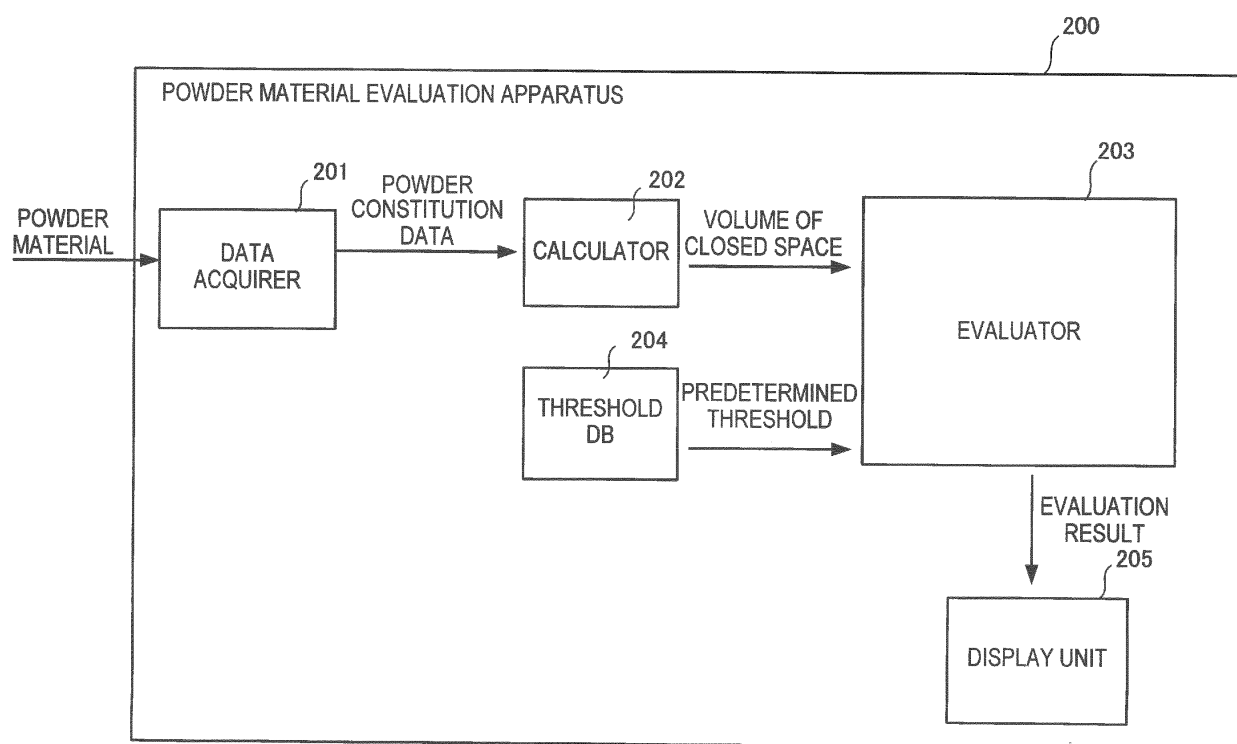 200
POWDER MATERIAL EVALUATION APPARATUS
201
202
203
POWDER
MATERIAL
DATA
ACQUIRER
POWDER
CONSTITUTION
DATA
CALCULATOR
VOLUME OF
CLOSED SPACE
EVALUATOR
204
THRESHOLD
DB
PREDETERMINED
THRESHOLD
EVALUATION
RESULT
205
DISPLAY UNIT